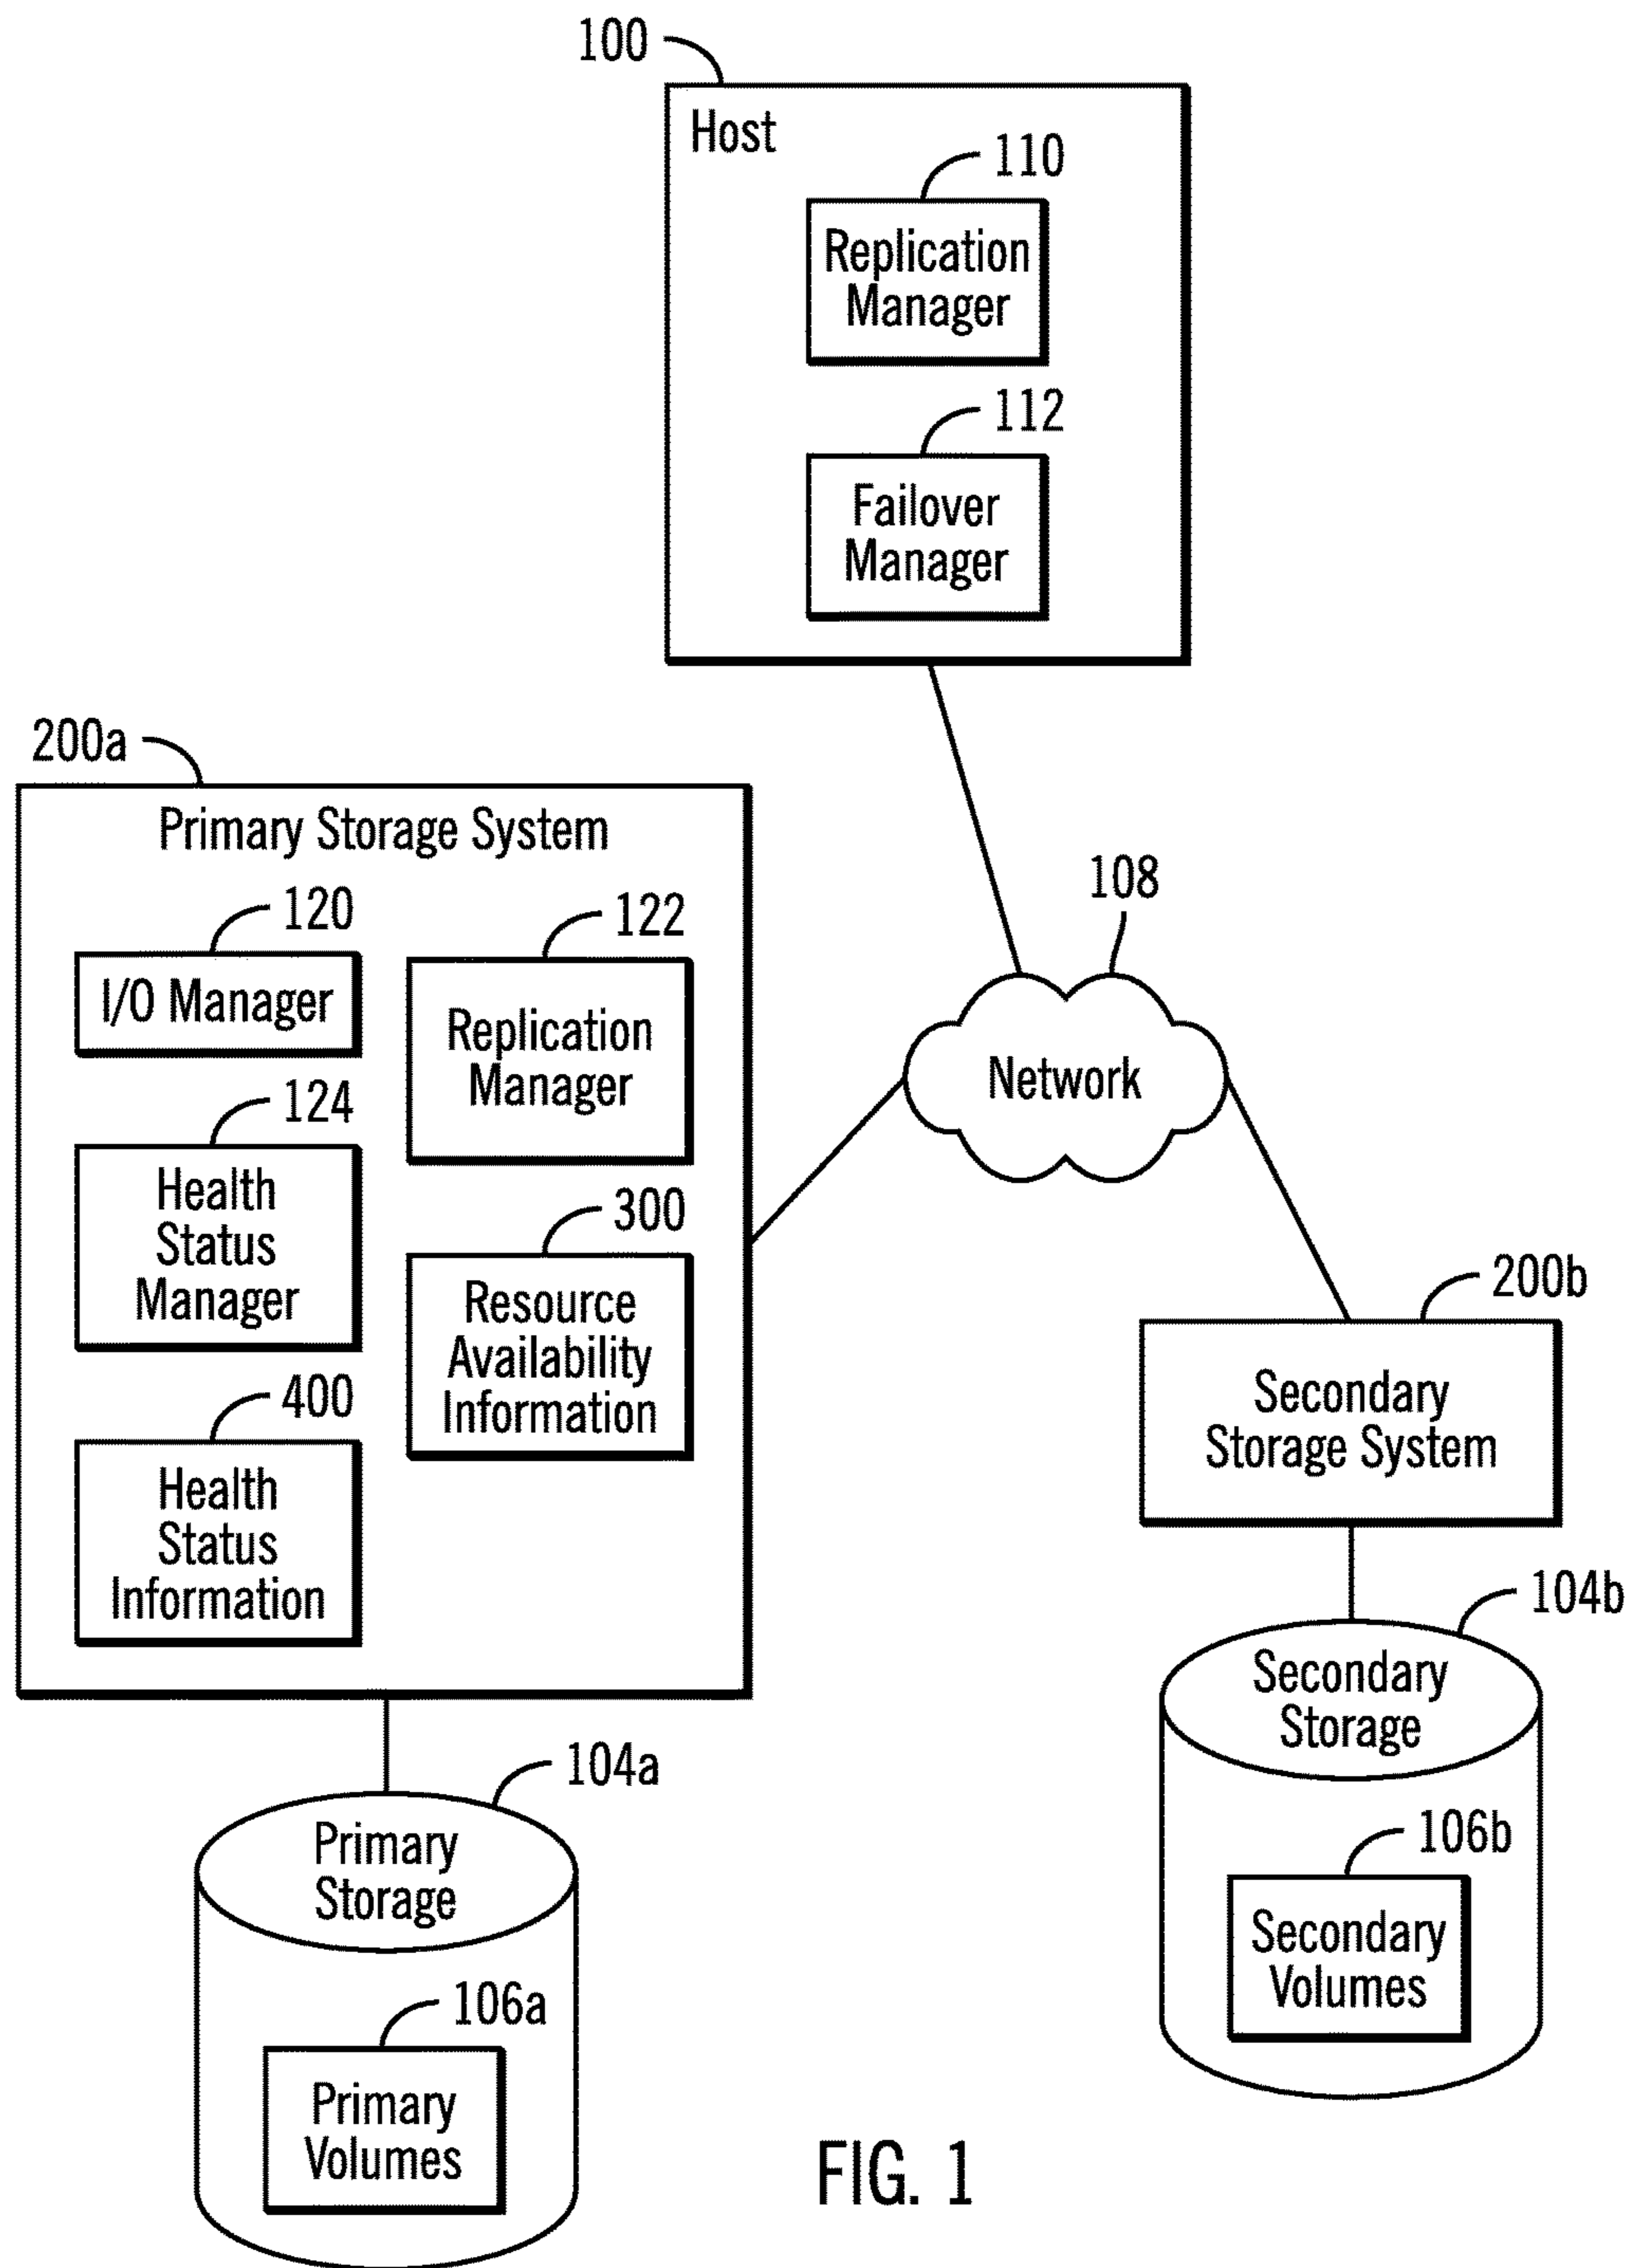 100
Host
110
Replication
Manager
112
Failover
Manager
200a
Primary Storage System
120
I/O Manager
122
Replication
Manager
124
Health
Status
Manager
300
Resource
Availability
Information
400
Health
Status
Information
108
Network
200b
Secondary
Storage System
104b
Secondary
Storage
106b
Secondary
Volumes
104a
Primary
Storage
106a
Primary
Volumes
FIG. 1